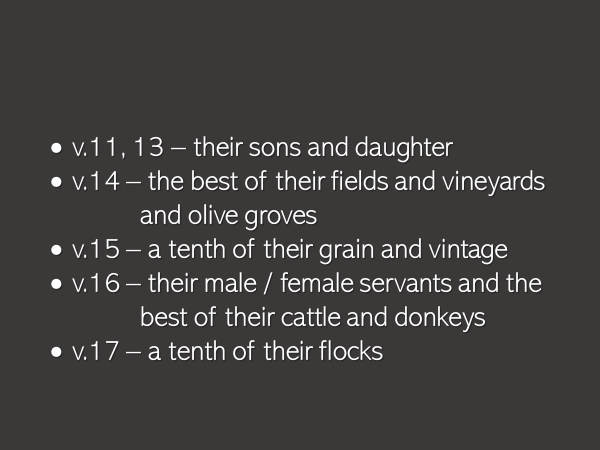 • v.11, 13 – their sons and daughter
• v.14 – the best of their fields and vineyards
and olive groves
• v.15 – a tenth of their grain and vintage
• v.16 – their male / female servants and the
best of their cattle and donkeys
• v.17 – a tenth of their flocks